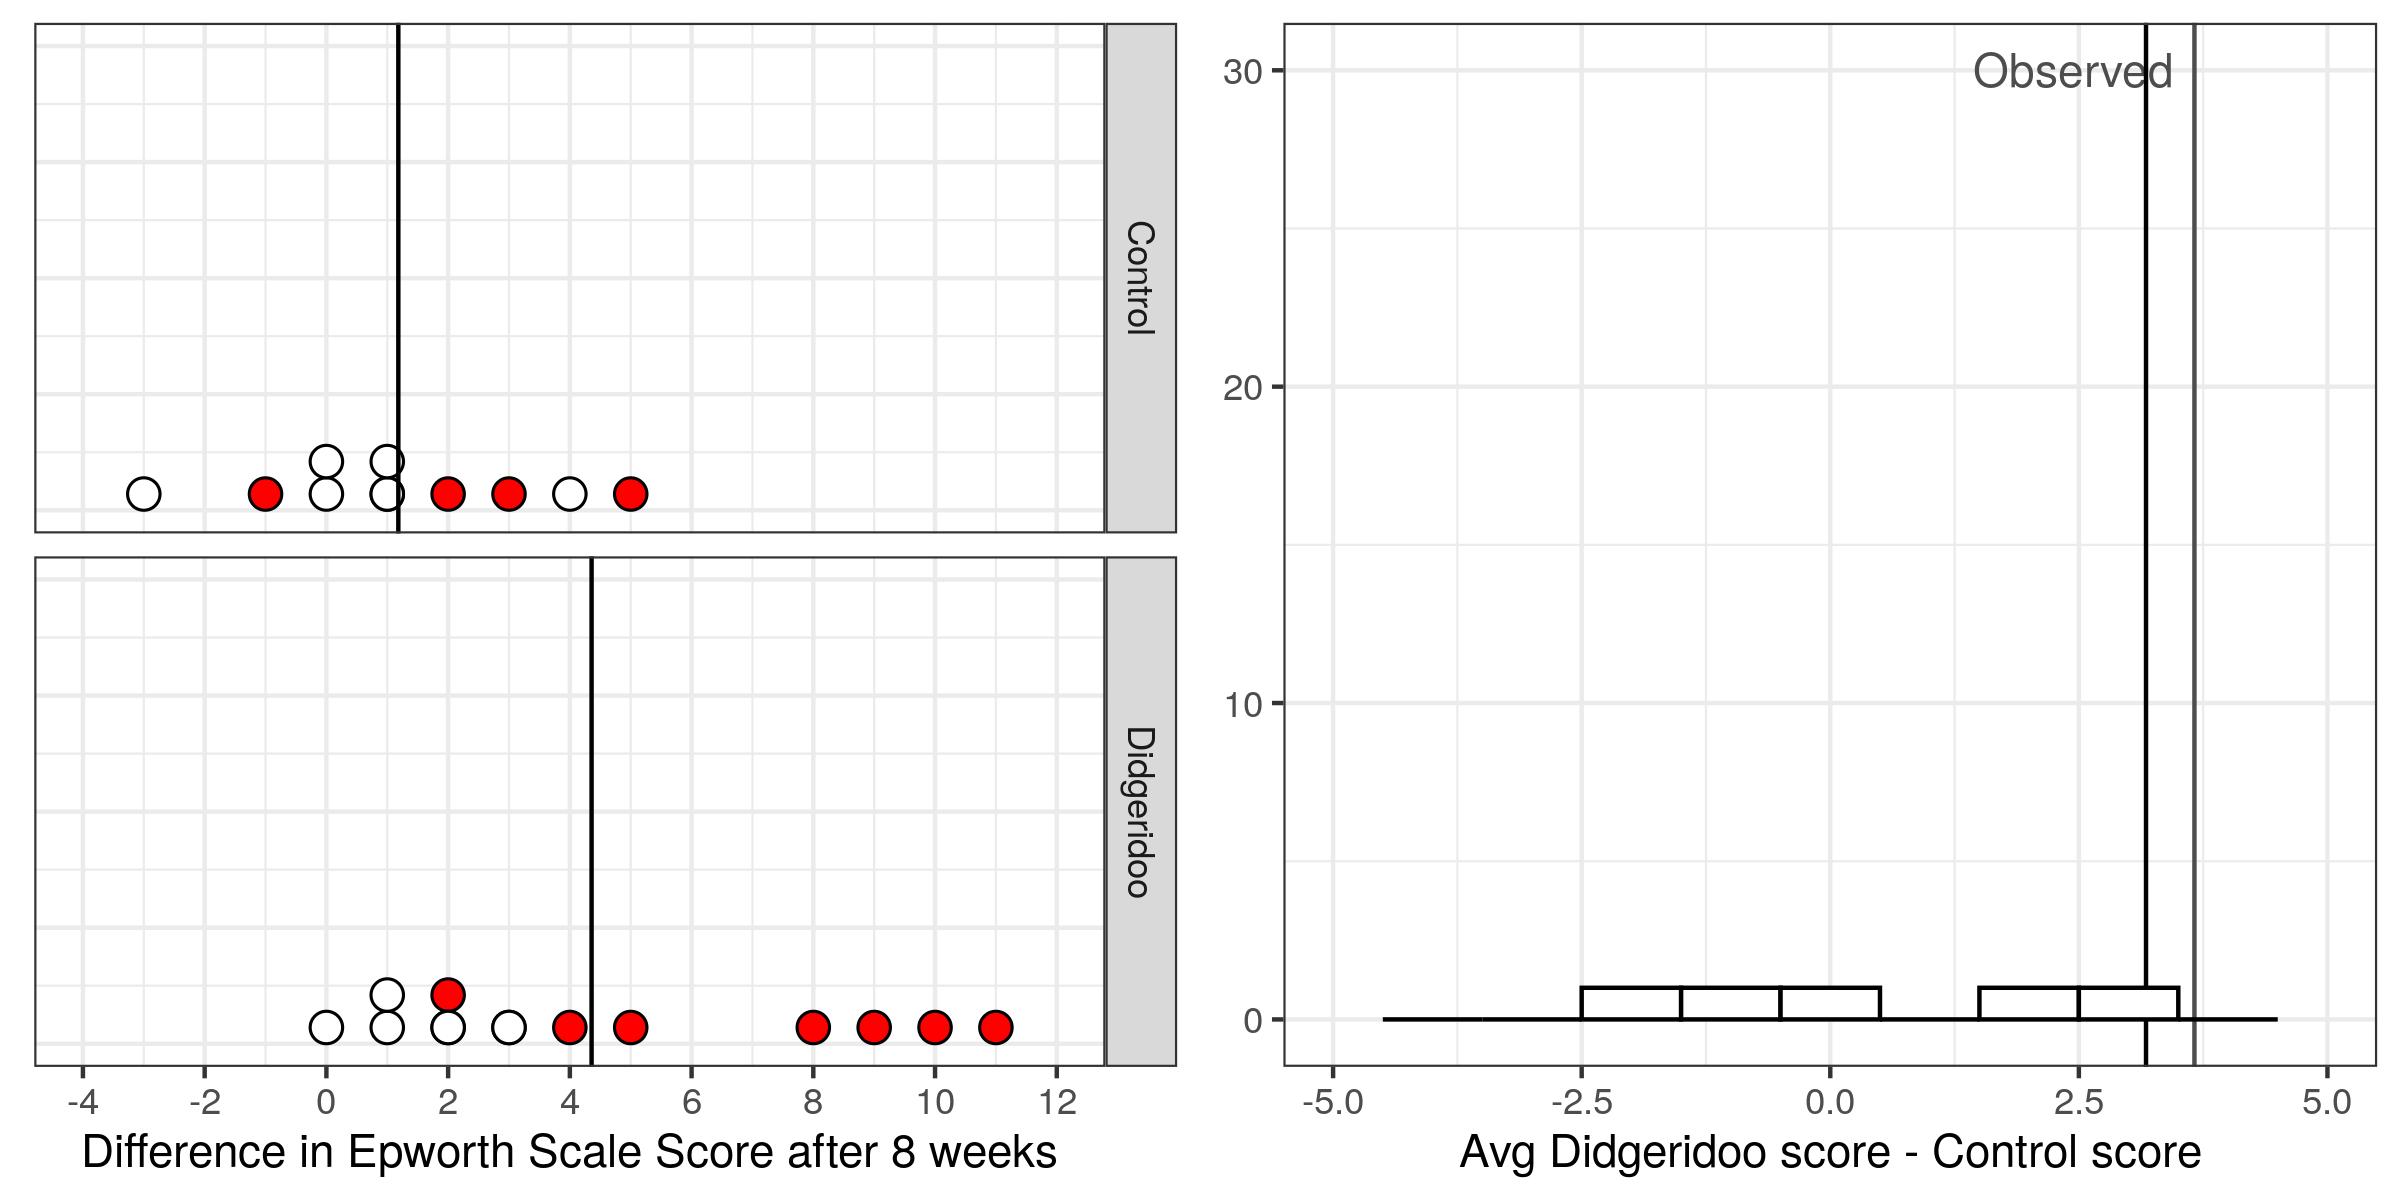 Control
Didgeridoo
-4 -2 0 2 4 6 8 10 12
Difference in Epworth Scale Score after 8 weeks
Observed
30
20
10
0
-5.0 -2.5 0.0 2.5 5.0
Avg Didgeridoo score - Control score